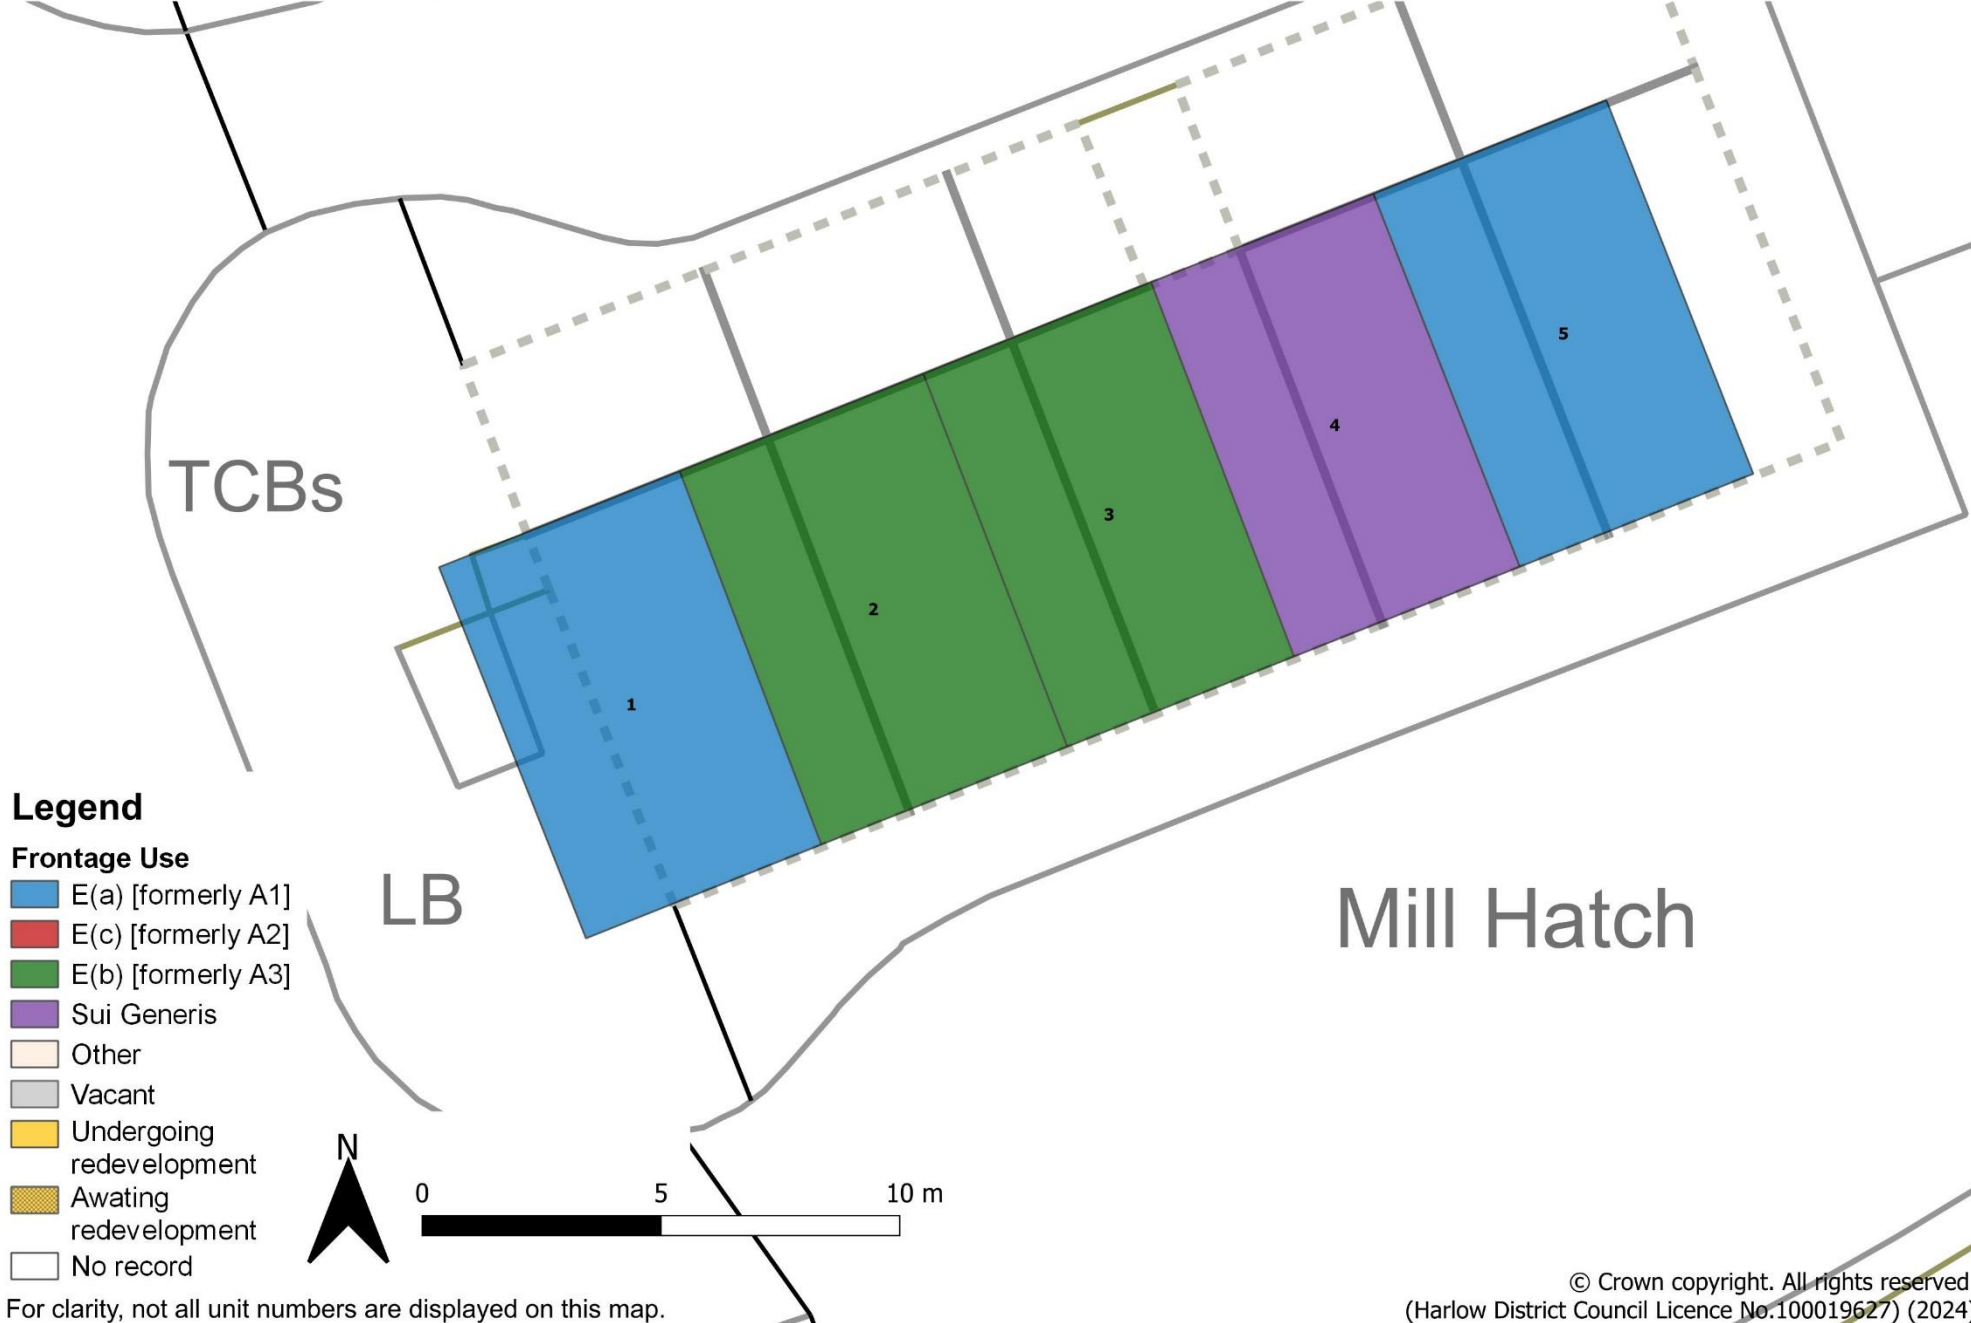 5
4
3
2
1
TCBs
LB
Mill Hatch
Legend
Frontage Use
E(a) [formerly A1]
E(c) [formerly A2]
E(b) [formerly A3]
Sui Generis
Other
Vacant
Undergoing
redevelopment
Awating
redevelopment
No record
N
0 5 10 m
For clarity, not all unit numbers are displayed on this map.
© Crown copyright. All rights reserved
(Harlow District Council Licence No.100019627) (2024)